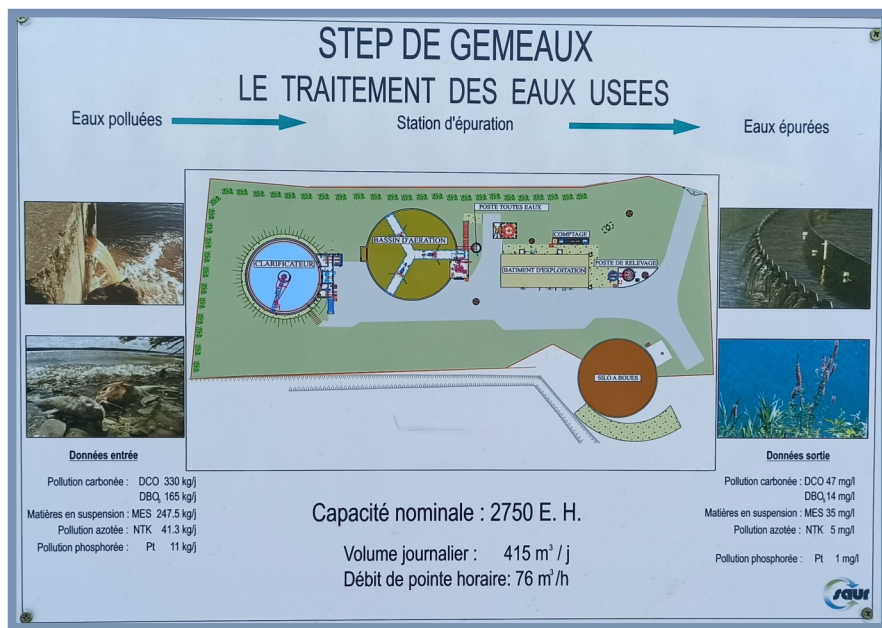 STEP DE GEMEAUX
LE TRAITEMENT DES EAUX USEES
Eaux polluées
Station d'épuration
Eaux épurées
POSTE TOUTES EAUX
BASSIN D'AERATION
COMPTAGE
CLARIFICATEUR
POSTE DE RELEVAGE
BATIMENT D'EXPLOITATION
SILO A BOUES
Données entrée
Pollution carbonée : DCO 330 kg/j
DBO5 165 kg/j
Matières en suspension : MES 247.5 kg/j
Pollution azotée : NTK 41.3 kg/j
Pollution phosphorée : Pt 11 kg/j
Capacité nominale : 2750 E. H.
Volume journalier : 415 m³ / j
Débit de pointe horaire: 76 m³/h
Données sortie
Pollution carbonée : DCO 47 mg/l
DBO5 14 mg/l
Matières en suspension : MES 35 mg/l
Pollution azotée : NTK 5 mg/l
Pollution phosphorée : Pt 1 mg/l
saur